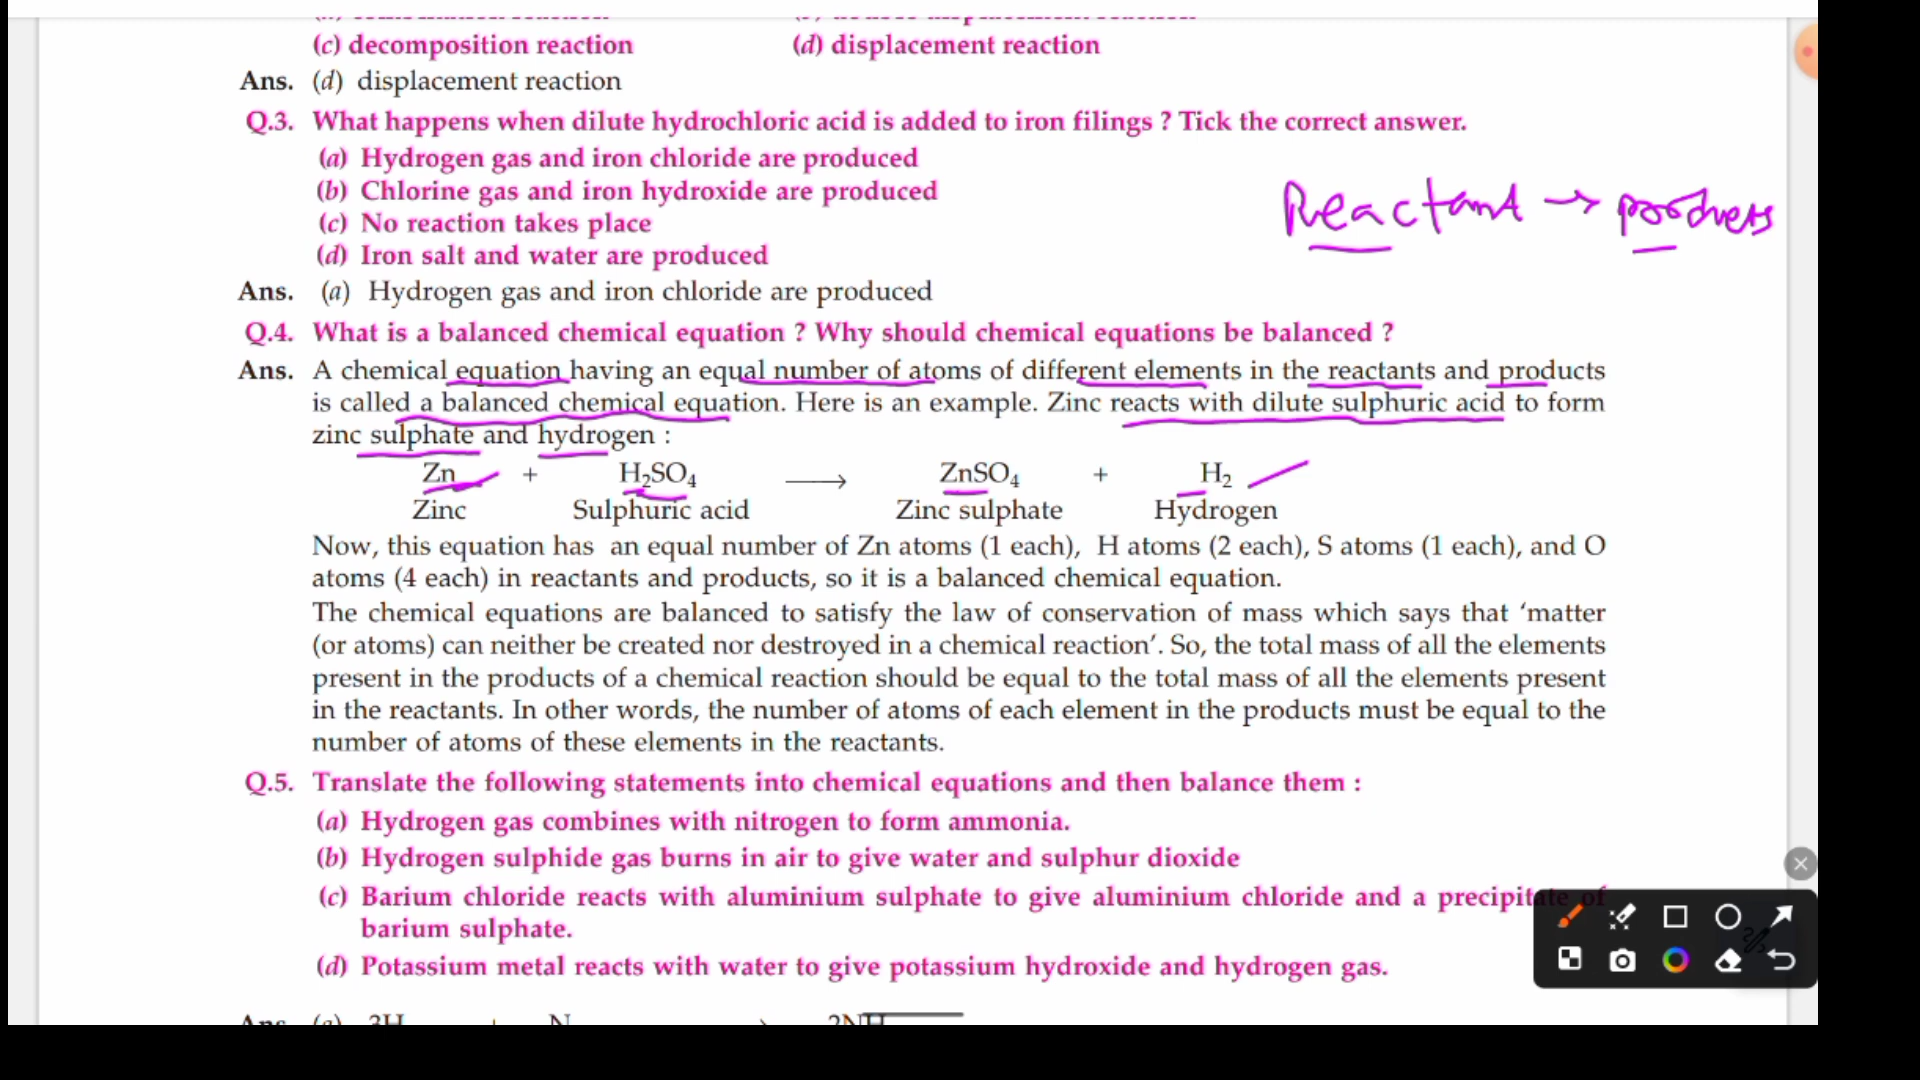 (c) decomposition reaction (d) displacement reaction
Ans. (d) displacement reaction
Q.3. What happens when dilute hydrochloric acid is added to iron filings ? Tick the correct answer.
(a) Hydrogen gas and iron chloride are produced
(b) Chlorine gas and iron hydroxide are produced
Reactant → products
(c) No reaction takes place
(d) Iron salt and water are produced
Ans. (a) Hydrogen gas and iron chloride are produced
Q.4. What is a balanced chemical equation ? Why should chemical equations be balanced ?
Ans. A chemical equation having an equal number of atoms of different elements in the reactants and products
is called a balanced chemical equation. Here is an example. Zinc reacts with dilute sulphuric acid to form
zinc sulphate and hydrogen :
Zn + H₂SO₄ ⟶ ZnSO₄ + H₂
Zinc Sulphuric acid Zinc sulphate Hydrogen
Now, this equation has an equal number of Zn atoms (1 each), H atoms (2 each), S atoms (1 each), and O
atoms (4 each) in reactants and products, so it is a balanced chemical equation.
The chemical equations are balanced to satisfy the law of conservation of mass which says that ‘matter
(or atoms) can neither be created nor destroyed in a chemical reaction’. So, the total mass of all the elements
present in the products of a chemical reaction should be equal to the total mass of all the elements present
in the reactants. In other words, the number of atoms of each element in the products must be equal to the
number of atoms of these elements in the reactants.
Q.5. Translate the following statements into chemical equations and then balance them :
(a) Hydrogen gas combines with nitrogen to form ammonia.
(b) Hydrogen sulphide gas burns in air to give water and sulphur dioxide
(c) Barium chloride reacts with aluminium sulphate to give aluminium chloride and a precipitate of
barium sulphate.
(d) Potassium metal reacts with water to give potassium hydroxide and hydrogen gas.